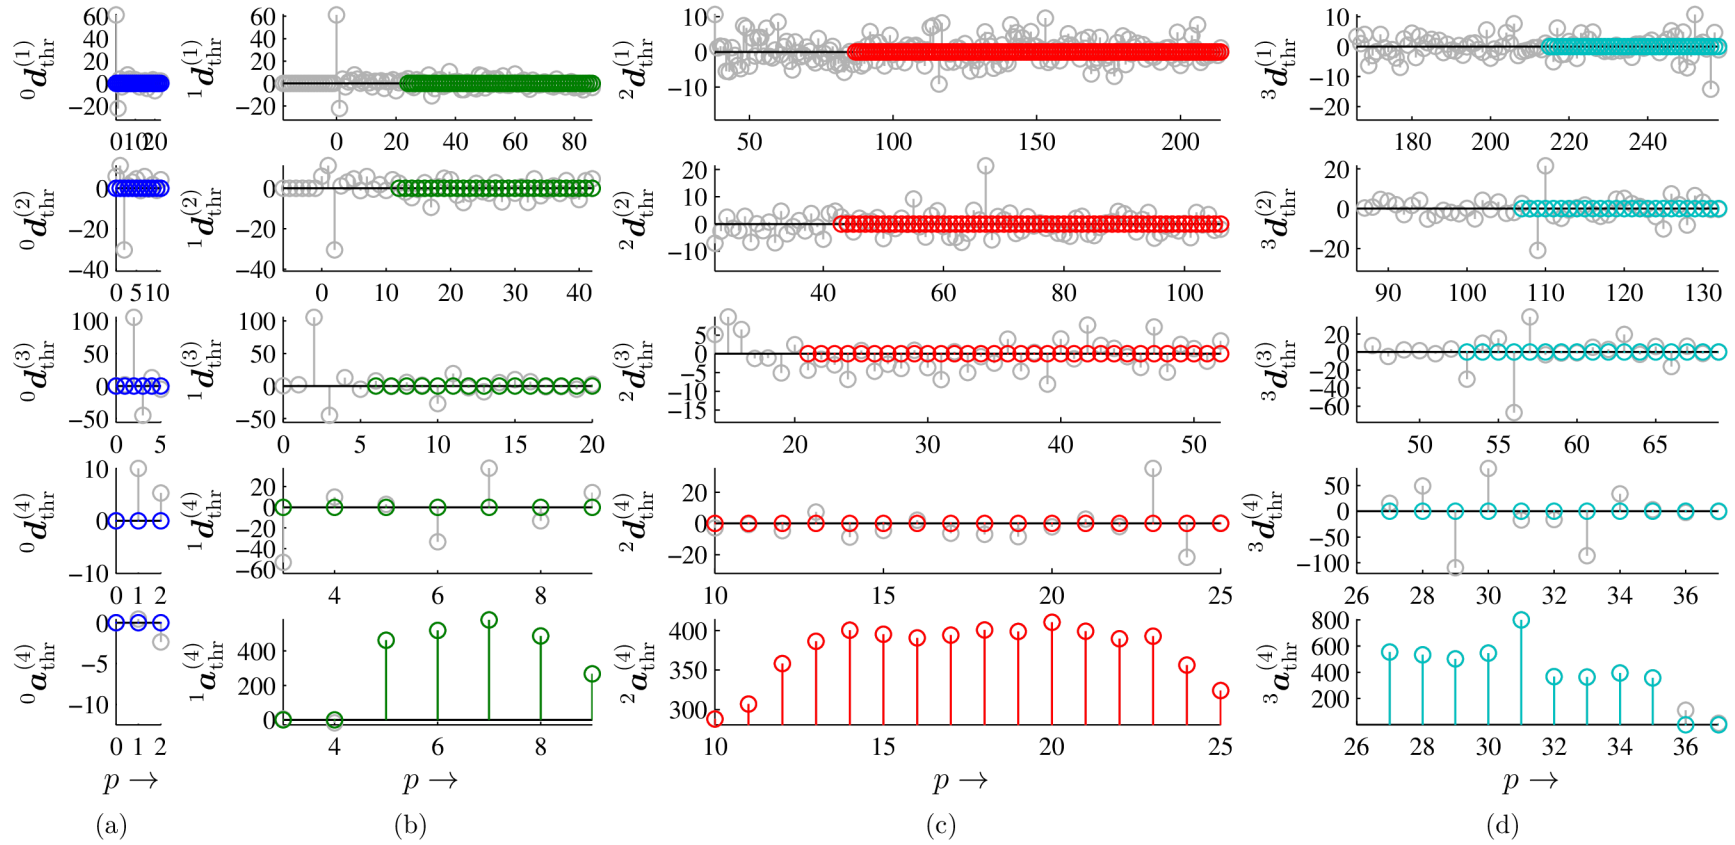 0d(1)thr 60 40 20 0 −20 01020
1d(1)thr 60 40 20 0 −20 0 20 40 60 80
2d(1)thr 10 0 −10 50 100 150 200
3d(1)thr 10 0 −10 −20 180 200 220 240
0d(2)thr 0 −20 −40 0 5 10
1d(2)thr 0 −20 −40 0 10 20 30 40
2d(2)thr 20 10 0 −10 40 60 80 100
3d(2)thr 20 0 −20 90 100 110 120 130
0d(3)thr 100 50 0 −50 0 5
1d(3)thr 100 50 0 −50 0 5 10 15 20
2d(3)thr 5 0 −5 −10 −15 20 30 40 50
3d(3)thr 20 0 −20 −40 −60 50 55 60 65
0d(4)thr 10 0 −10 0 1 2
1d(4)thr 20 0 −20 −40 −60 4 6 8
2d(4)thr 20 0 −20 10 15 20 25
3d(4)thr 50 0 −50 −100 26 28 30 32 34 36
0a(4)thr 0 −5 −10 0 1 2
1a(4)thr 400 200 0 4 6 8
2a(4)thr 400 350 300 10 15 20 25
3a(4)thr 800 600 400 200 26 28 30 32 34 36
p → p → p → p →
(a) (b) (c) (d)